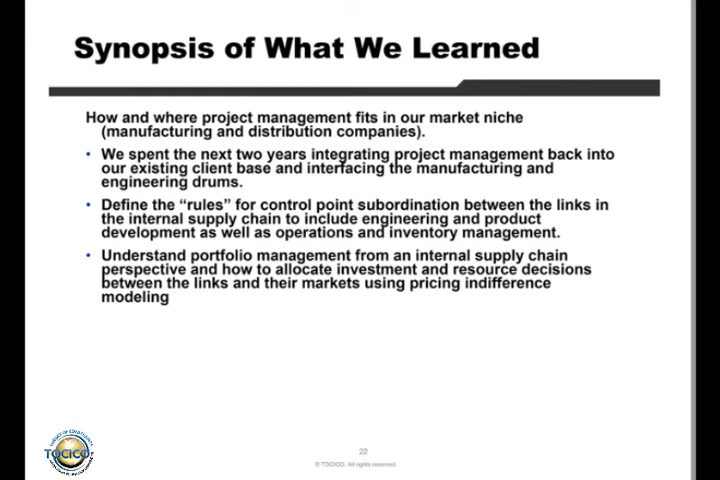 Synopsis of What We Learned
How and where project management fits in our market niche
(manufacturing and distribution companies).
• We spent the next two years integrating project management back into
our existing client base and interfacing the manufacturing and
engineering drums.
• Define the “rules” for control point subordination between the links in
the internal supply chain to include engineering and product
development as well as operations and inventory management.
• Understand portfolio management from an internal supply chain
perspective and how to allocate investment and resource decisions
between the links and their markets using pricing indifference
modeling
TOCICO
22
© TOCICO. All rights reserved.